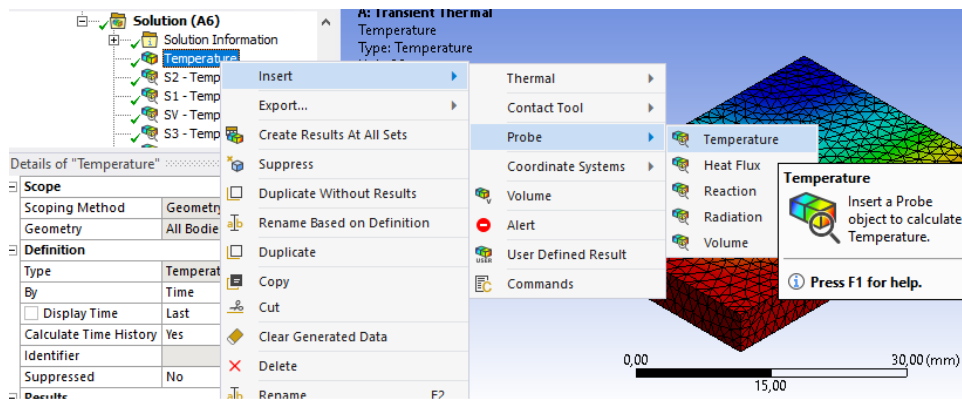 Solution (A6)
Solution Information
Temperature
S2 - Temp
S1 - Temp
SV - Temp
S3 - Temp
Details of "Temperature"
Scope
Scoping Method Geometry
Geometry All Bodie
Definition
Type Temperat
By Time
Display Time Last
Calculate Time History Yes
Identifier
Suppressed No
Results
Insert
Export...
Create Results At All Sets
Suppress
Duplicate Without Results
Rename Based on Definition
Duplicate
Copy
Cut
Clear Generated Data
Delete
Rename F2
Thermal
Contact Tool
Probe
Coordinate Systems
Volume
Alert
USER User Defined Result
Commands
Temperature
Heat Flux
Reaction
Radiation
Volume
Temperature
Insert a Probe
object to calculate
Temperature.
Press F1 for help.
A: Transient Thermal
Temperature
Type: Temperature
0,00 30,00 (mm)
15,00